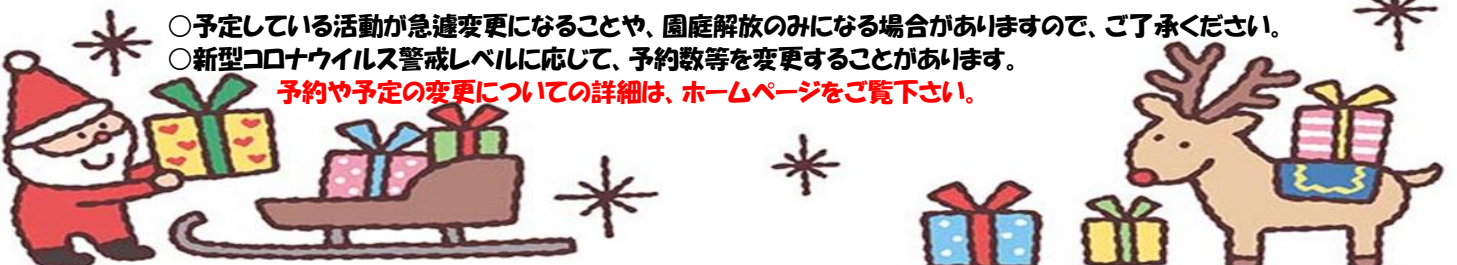 ○予定している活動が急遽変更になることや、園庭解放のみになる場合がありますので、ご了承ください。
○新型コロナウイルス警戒レベルに応じて、予約数等を変更することがあります。
予約や予定の変更についての詳細は、ホームページをご覧下さい。